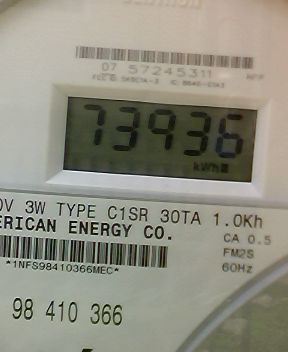 07 57245311
73936
kWh
0V 3W TYPE C1SR 30TA 1.0Kh
ERICAN ENERGY CO.
CA 0.5
FM2S
*1NFS98410366MEC*
60Hz
98 410 366